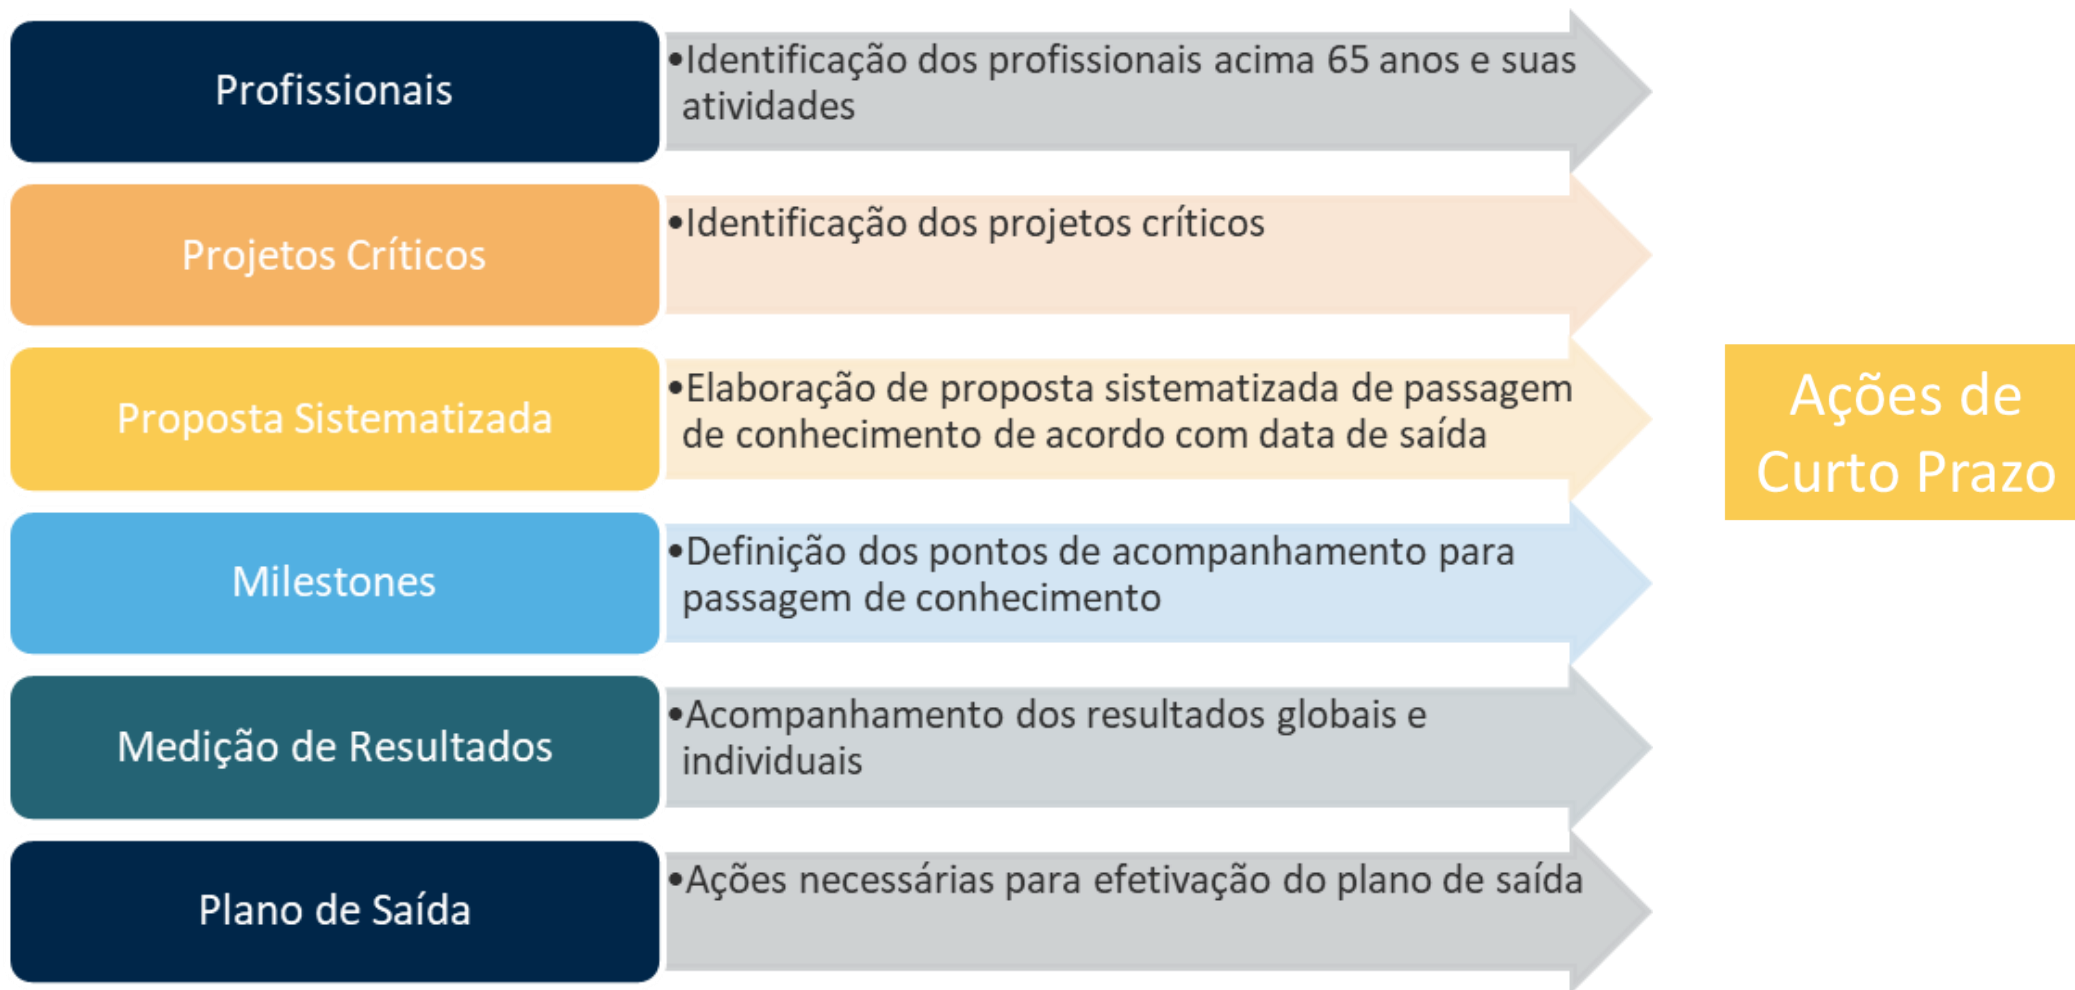 Profissionais
•Identificação dos profissionais acima 65 anos e suas
atividades
Projetos Críticos
•Identificação dos projetos críticos
Proposta Sistematizada
•Elaboração de proposta sistematizada de passagem
de conhecimento de acordo com data de saída
Milestones
•Definição dos pontos de acompanhamento para
passagem de conhecimento
Medição de Resultados
•Acompanhamento dos resultados globais e
individuais
Plano de Saída
•Ações necessárias para efetivação do plano de saída
Ações de
Curto Prazo